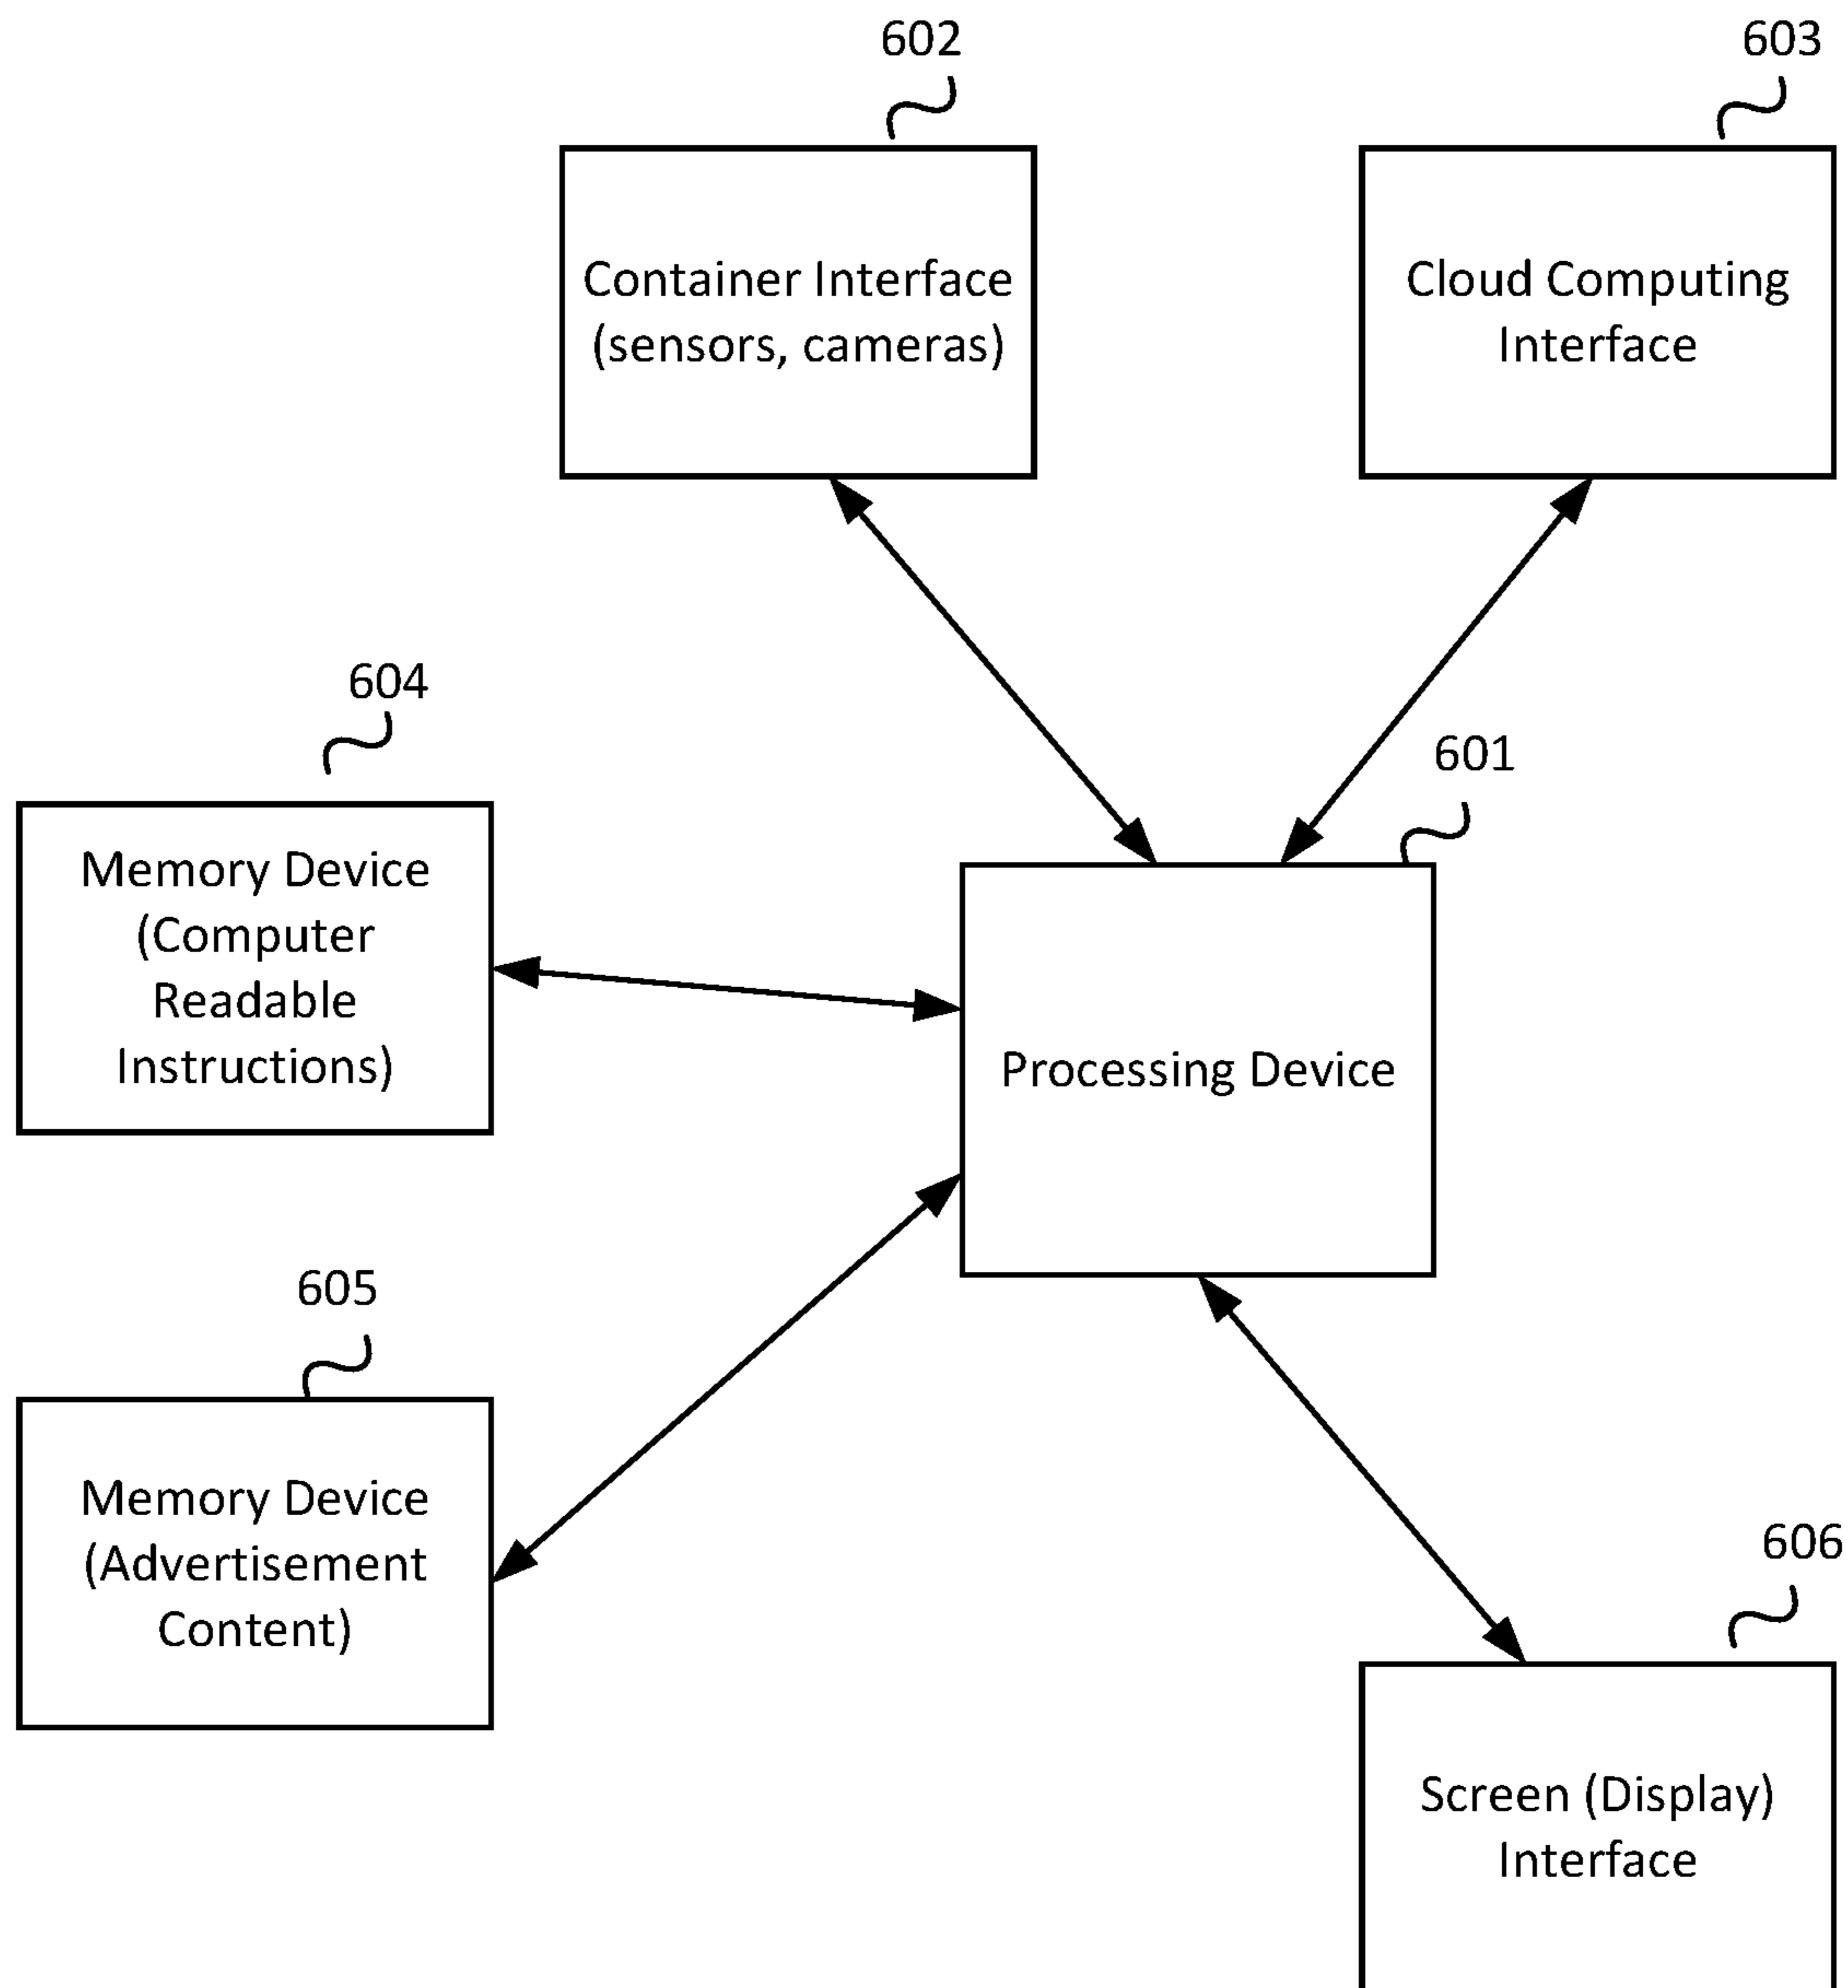 602
603
Container Interface
(sensors, cameras)
Cloud Computing
Interface
604
601
Memory Device
(Computer
Readable
Instructions)
Processing Device
605
Memory Device
(Advertisement
Content)
606
Screen (Display)
Interface